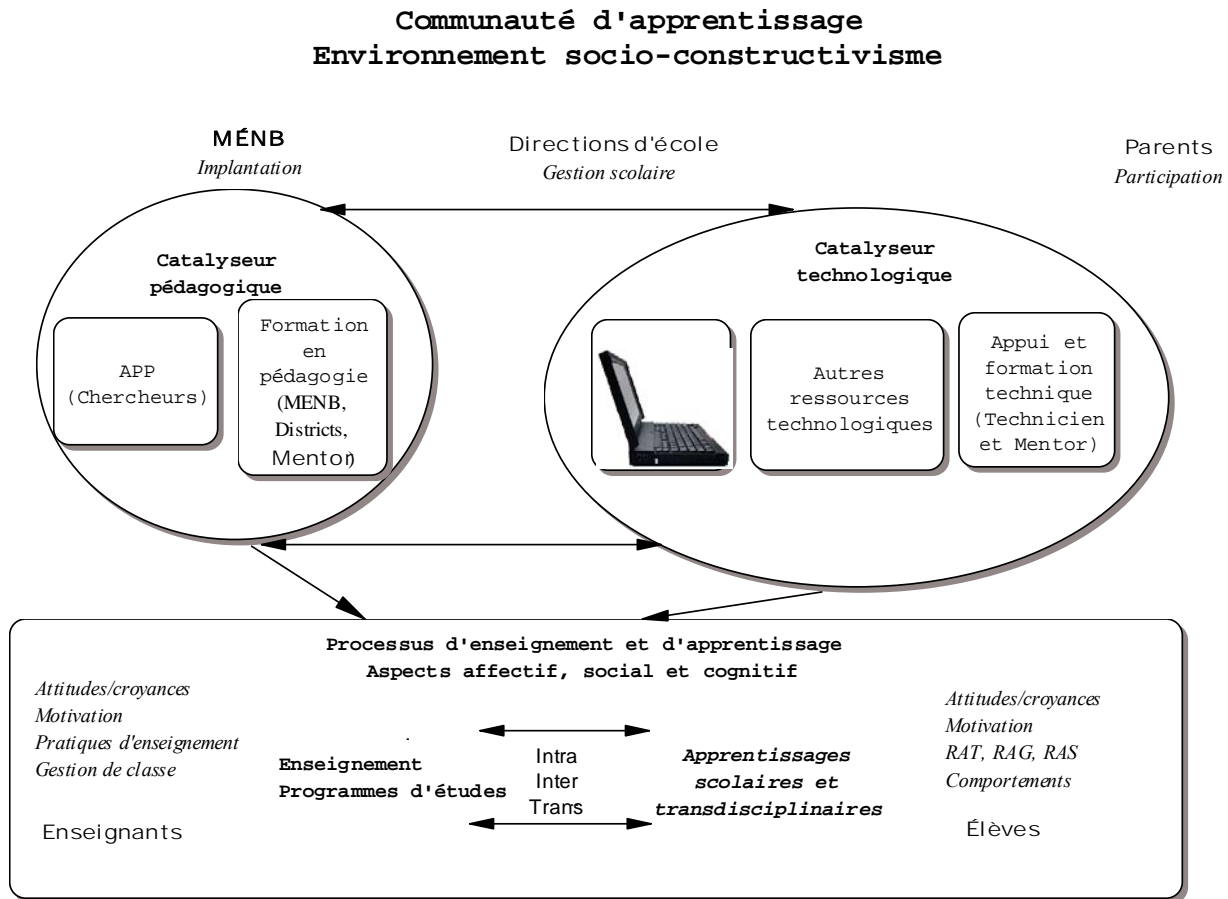 Communauté d'apprentissage
Environnement socio-constructivisme
MÉNB
Implantation
Directions d'école
Gestion scolaire
Parents
Participation
Catalyseur
pédagogique
APP
(Chercheurs)
Formation
en
pédagogie
(MENB,
Districts,
Mentor)
Catalyseur
technologique
Autres
ressources
technologiques
Appui et
formation
technique
(Technicien
et Mentor)
Processus d'enseignement et d'apprentissage
Aspects affectif, social et cognitif
Attitudes/croyances
Motivation
Pratiques d'enseignement
Gestion de classe
Enseignants
Enseignement
Programmes d'études
Intra
Inter
Trans
Apprentissages
scolaires et
transdisciplinaires
Attitudes/croyances
Motivation
RAT, RAG, RAS
Comportements
Élèves